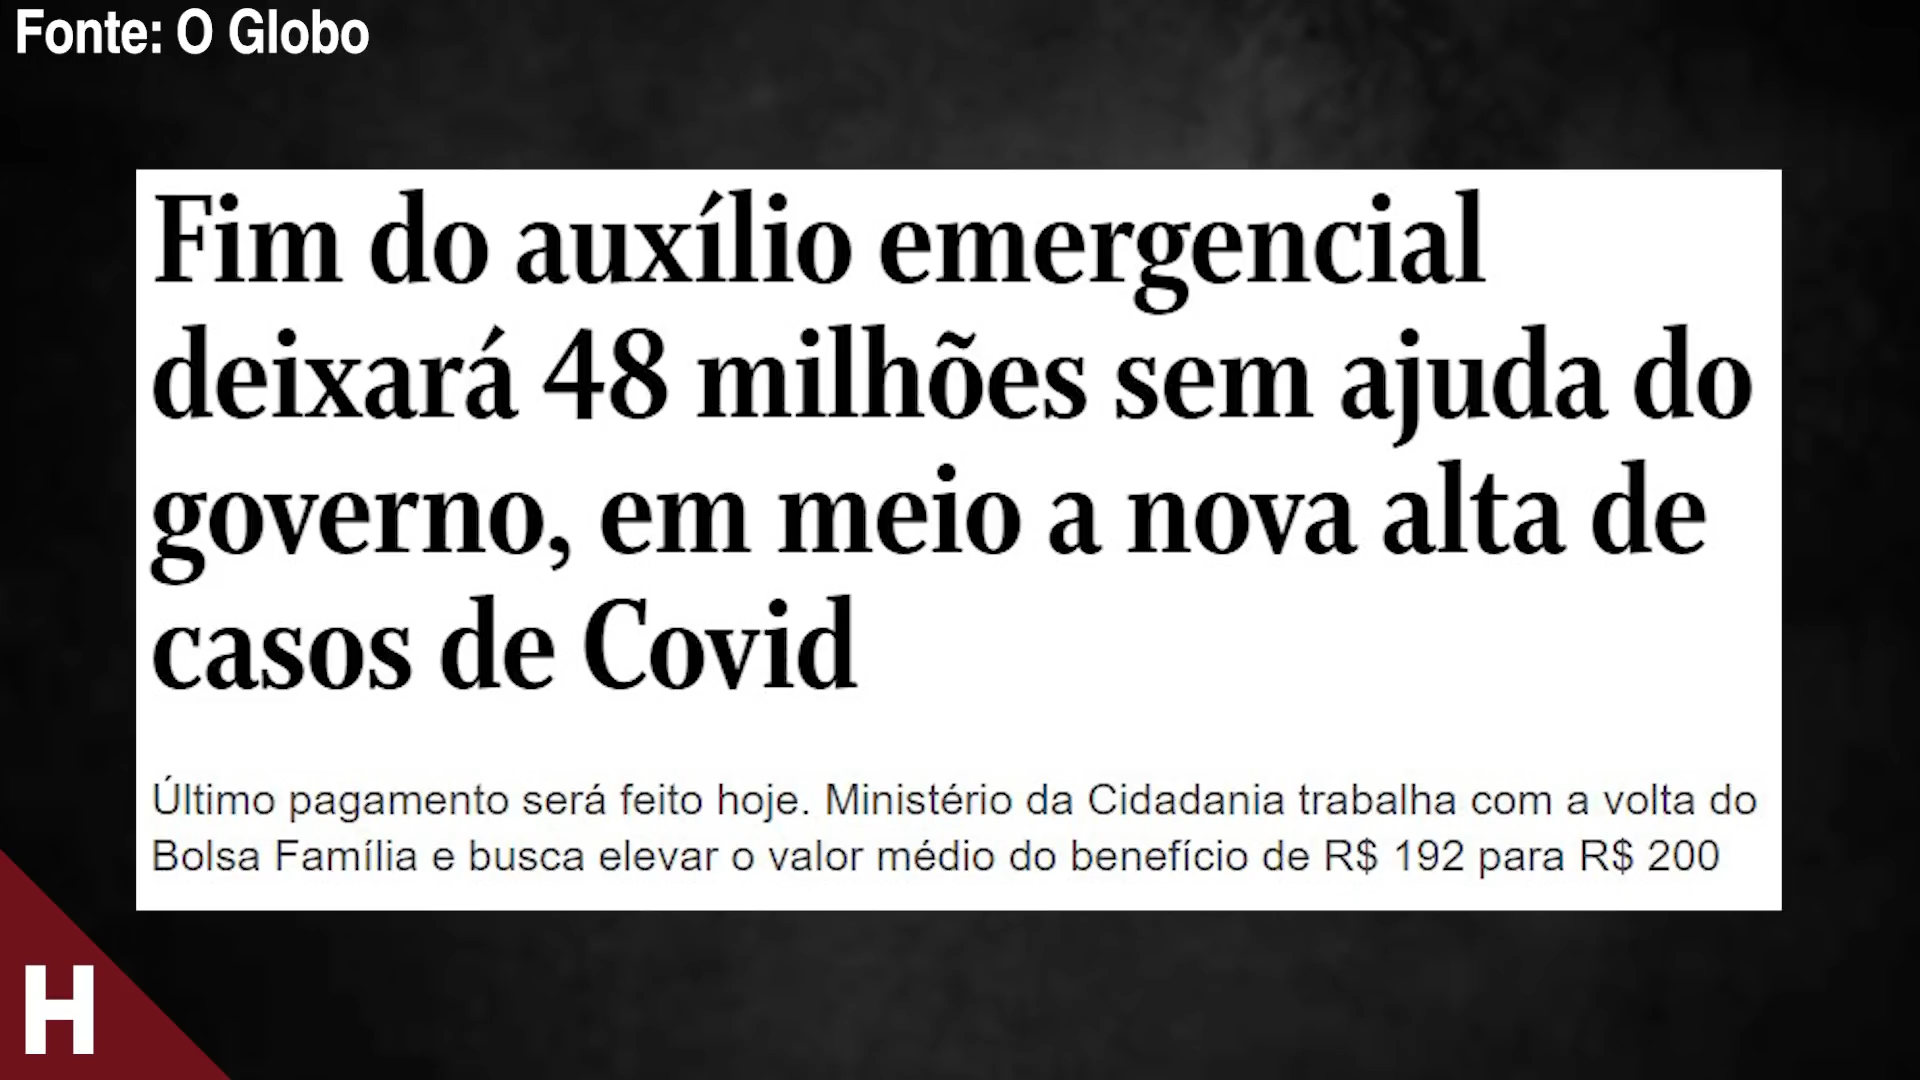 Fonte: O Globo
Fim do auxílio emergencial
deixará 48 milhões sem ajuda do
governo, em meio a nova alta de
casos de Covid
Último pagamento será feito hoje. Ministério da Cidadania trabalha com a volta do
Bolsa Família e busca elevar o valor médio do benefício de R$ 192 para R$ 200
H